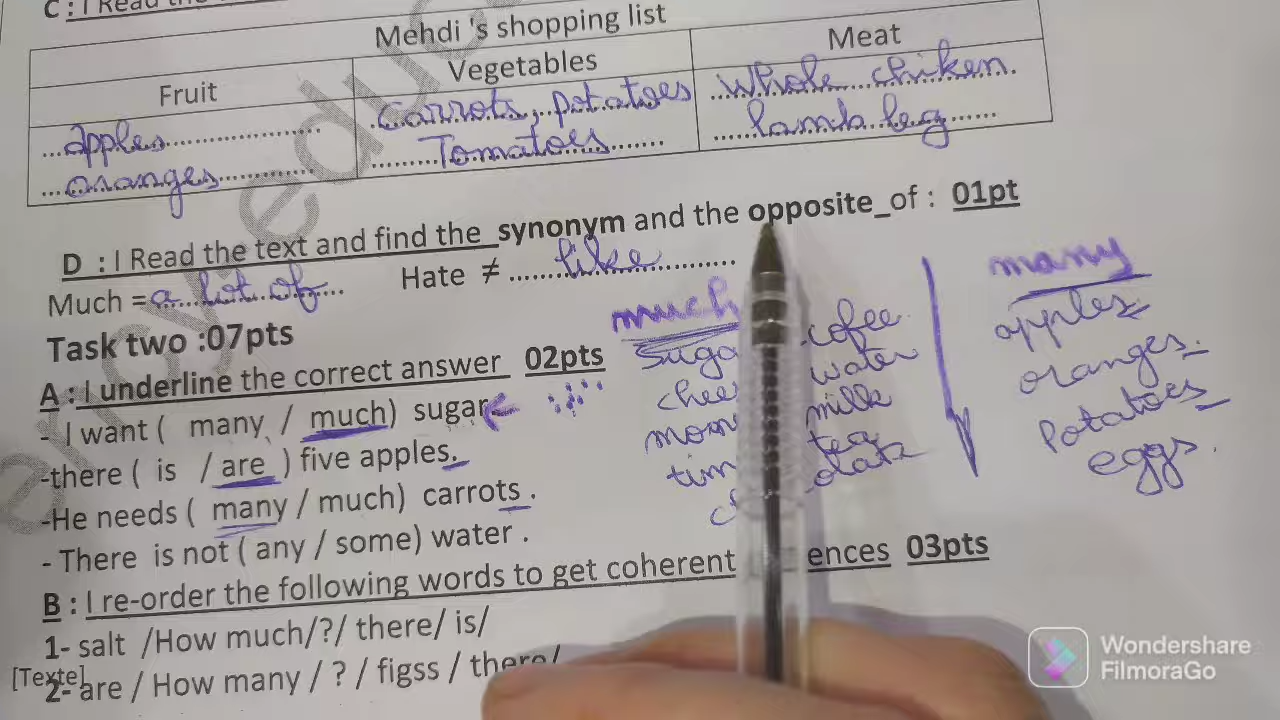 C : I Read the
Mehdi 's shopping list
Fruit Vegetables Meat
apples carrots, potatoes Whole chiken.
oranges Tomatoes lamb leg
D : I Read the text and find the synonym and the opposite of : 01pt
Much = a lot of Hate ≠ like
Task two :07pts
A : I underline the correct answer 02pts
- I want ( many / much) sugar
-there ( is / are ) five apples.
-He needs ( many / much) carrots .
- There is not ( any / some) water .
B : I re-order the following words to get coherent ences 03pts
1- salt /How much/?/ there/ is/
2- are / How many / ? / figss / there/
[Texte]
much
suga cofee
chee water
mon milk
tim tea
many
apples
oranges
potatoes
eggs.
Wondershare
FilmoraGo